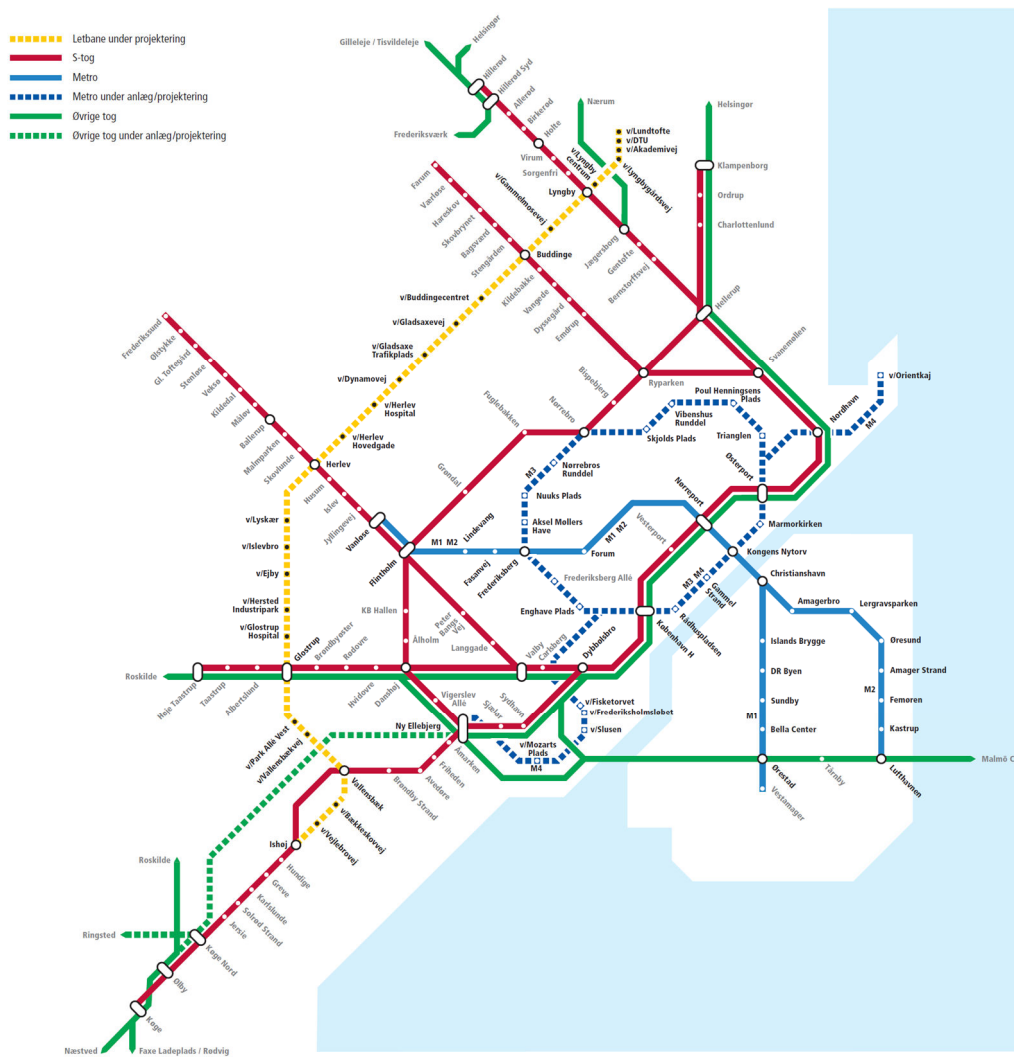 Letbane under projektering
S-tog
Metro
Metro under anlæg/projektering
Øvrige tog
Øvrige tog under anlæg/projektering
Gilleleje / Tisvildeleje
Helsingør
Hillerød
Hillerød Syd
Allerød
Birkerød
Holte
Frederiksværk
Virum
Sorgenfri
Lyngby
Nærum
v/Lundtofte
v/DTU
v/Akademivej
v/Lyngbygårdsvej
v/Lyngby
centrum
v/Gammelmosevej
Helsingør
Klampenborg
Ordrup
Charlottenlund
Jægersborg
Gentofte
Bernstorffsvej
Hellerup
Farum
Værløse
Hareskov
Skovbrynet
Bagsværd
Stengården
Buddinge
Kildebakke
Vangede
Dyssegård
Emdrup
v/Buddingecentret
v/Gladsaxevej
v/Gladsaxe
Trafikplads
v/Dynamovej
v/Herlev
Hospital
v/Herlev
Hovedgade
Frederikssund
Ølstykke
Gl. Toftegård
Stenløse
Veksø
Kildedal
Måløv
Ballerup
Malmparken
Skovlunde
Herlev
Husum
Islev
Jyllingevej
Vanløse
Flintholm
Svanemøllen
Ryparken
Bispebjerg
Nørrebro
Fuglebakken
Grøndal
Poul Henningsens
Plads
Vibenshus
Runddel
Skjolds Plads
Trianglen
v/Orientkaj
M4
Nordhavn
Østerport
M3
Nørrebros
Runddel
Nuuks Plads
Aksel Møllers
Have
M1 M2
Lindevang
Fasanvej
Frederiksberg
Forum
M1 M2
Nørreport
Vesterport
Marmorkirken
Kongens Nytorv
M3 M4
Gammel
Strand
Rådhuspladsen
København H
Frederiksberg Allé
Enghave Plads
Christianshavn
Amagerbro
Lergravsparken
Islands Brygge
DR Byen
Sundby
M1
Bella Center
Ørestad
Vestamager
Øresund
Amager Strand
M2
Femøren
Kastrup
Lufthavnen
Tårnby
Malmö C
v/Lyskær
v/Islevbro
v/Ejby
v/Hersted
Industripark
v/Glostrup
Hospital
KB Hallen
Ålholm
Peter
Bangs
Vej
Langgade
Valby
Carlsberg
Dybbølsbro
Roskilde
Høje Taastrup
Taastrup
Albertslund
Glostrup
Brondbyøster
Rødovre
Hvidovre
Danshøj
Vigerslev
Allé
Ny Ellebjerg
Sjælør
Sydhavn
v/Fisketorvet
v/Frederiksholmsløbet
v/Slusen
v/Mozarts
Plads
M4
v/Park Allé Vest
v/Vallensbækvej
Vallensbæk
Brondby Strand
Avedøre
Friheden
Åmarken
v/Bækkeskovvej
v/Vejlebrovej
Ishøj
Hundige
Greve
Karlslunde
Solrød Strand
Jersie
Køge Nord
Ølby
Køge
Roskilde
Ringsted
Næstved
Faxe Ladeplads / Rødvig